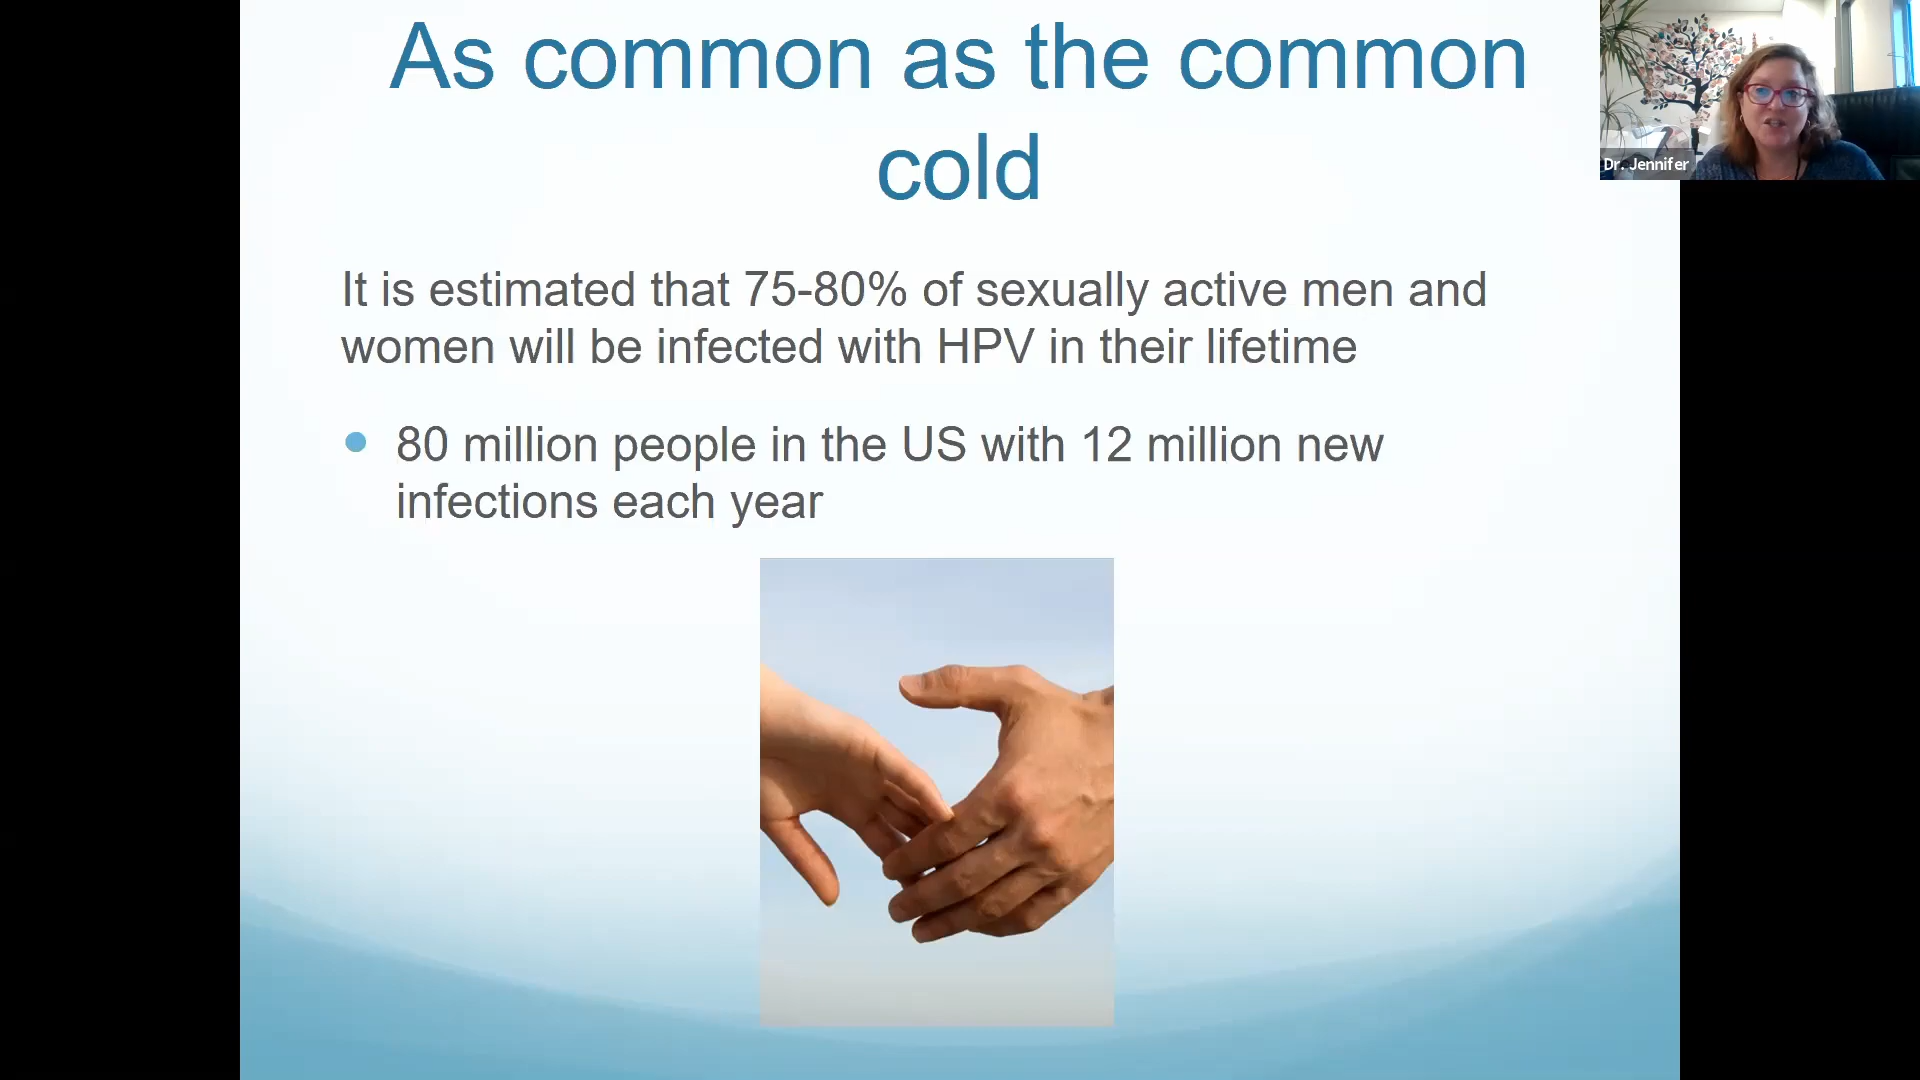 As common as the common
cold
Dr. Jennifer
It is estimated that 75-80% of sexually active men and
women will be infected with HPV in their lifetime
80 million people in the US with 12 million new
infections each year